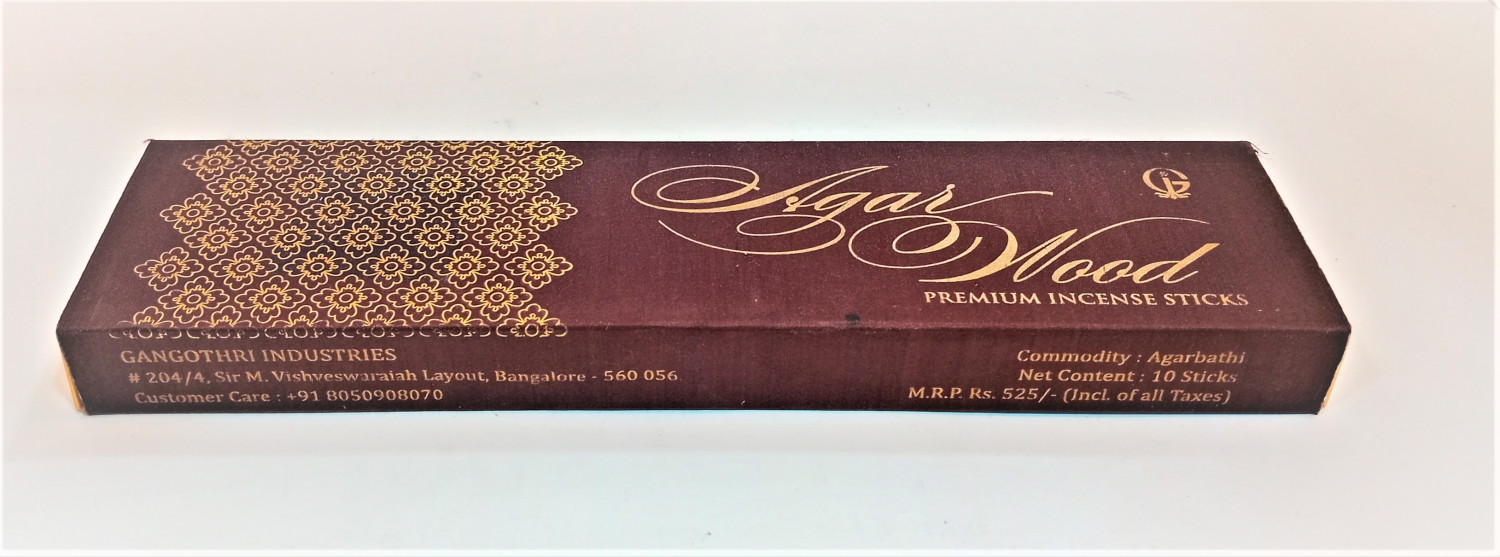 Agar
Wood
PREMIUM INCENSE STICKS
GANGOTHRI INDUSTRIES
# 204/4, Sir M. Vishveswaraiah Layout, Bangalore - 560 056
Customer Care : +91 8050908070
Commodity : Agarbathi
Net Content : 10 Sticks
M.R.P. Rs. 525/- (Incl. of all Taxes)